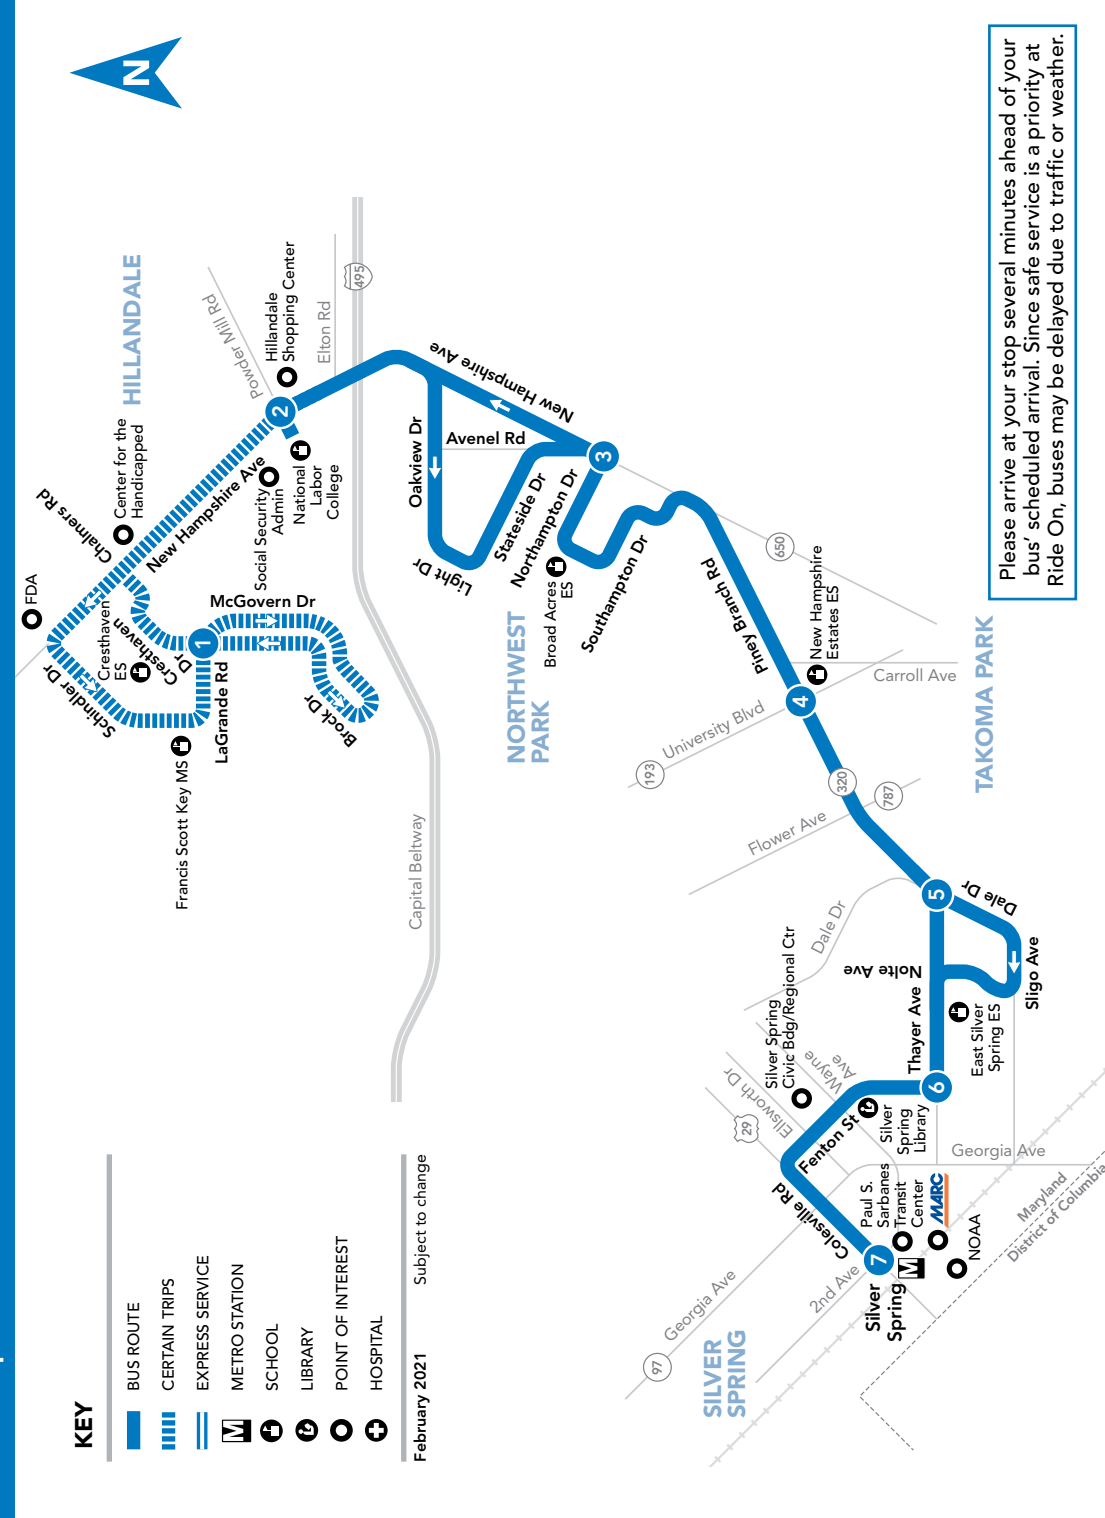 N
HILLANDALE
Powder Mill Rd
Hillandale
Shopping Center
Elton Rd
495
Center for the
Handicapped
Chalmers Rd
New Hampshire Ave
2
National
Labor
College
Social Security
Admin
FDA
Cresthaven
ES
Cresthaven
Dr
McGovern Dr
1
Schindler Dr
LaGrande Rd
Brock Dr
Francis Scott Key MS
Capital Beltway
New Hampshire Ave
Oakview Dr
Avenel Rd
3
Stateside Dr
Northampton Dr
Light Dr
Broad Acres
ES
Southampton Dr
NORTHWEST
PARK
650
Piney Branch Rd
New Hampshire
Estates ES
Carroll Ave
TAKOMA PARK
4
University Blvd
193
320
787
Flower Ave
5
Dale Dr
Dale Dr
Nolte Ave
Sligo Ave
Thayer Ave
East Silver
Spring ES
6
Silver Spring
Civic Bdg/Regional Ctr
Wayne
Ave
Ellsworth Dr
29
Fenton St
Silver
Spring
Library
Georgia Ave
Colesville Rd
Paul S.
Sarbanes
Transit
Center
MARC
NOAA
Maryland
District of Columbia
7
M
Silver
Spring
2nd Ave
Georgia Ave
97
SILVER
SPRING
Please arrive at your stop several minutes ahead of your
bus’ scheduled arrival. Since safe service is a priority at
Ride On, buses may be delayed due to traffic or weather.
KEY
BUS ROUTE
CERTAIN TRIPS
EXPRESS SERVICE
M METRO STATION
SCHOOL
LIBRARY
POINT OF INTEREST
HOSPITAL
February 2021 Subject to change